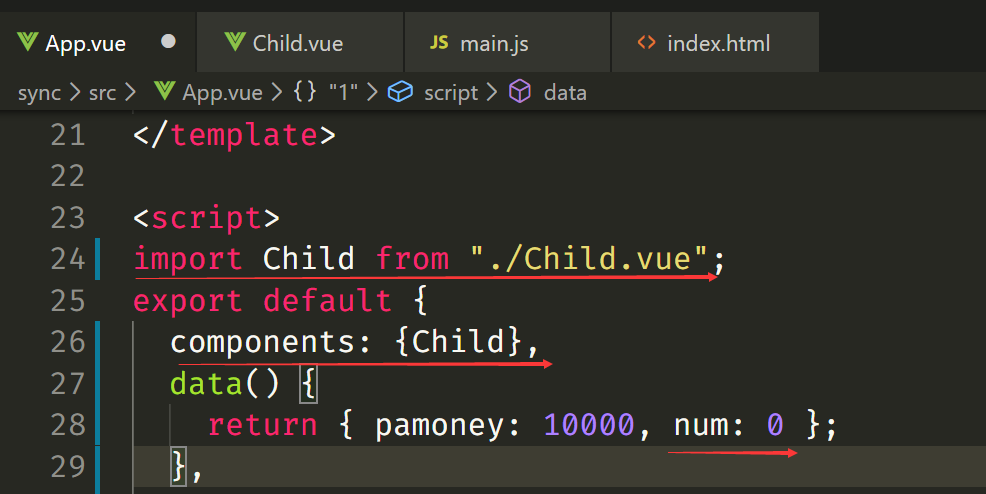 App.vue Child.vue JS main.js <> index.html
sync > src > App.vue > {} "1" > script > data
21 </template>
22
23 <script>
24 import Child from "./Child.vue";
25 export default {
26 components: {Child},
27 data() {
28 return { pamoney: 10000, num: 0 };
29 },